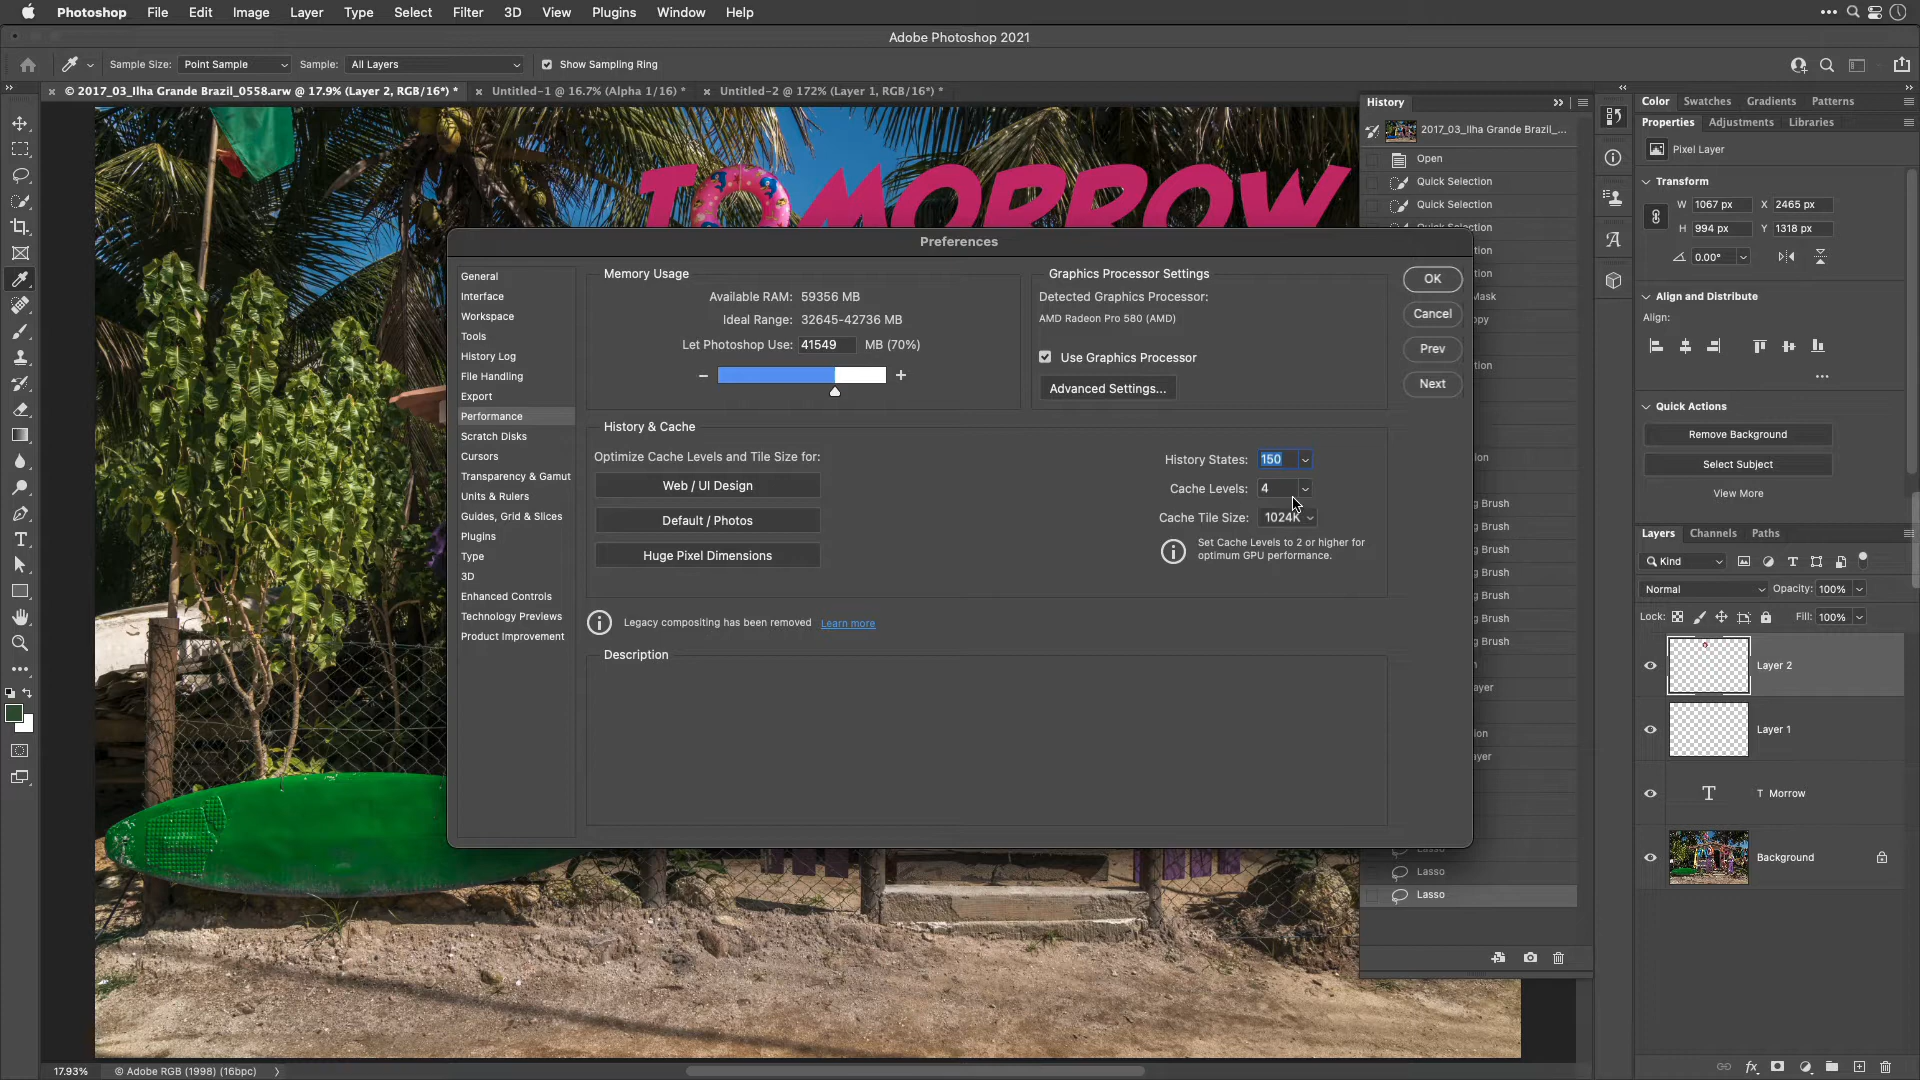 Photoshop File Edit Image Layer Type Select Filter 3D View Plugins Window Help
Adobe Photoshop 2021
Sample Size: Point Sample Sample: All Layers Show Sampling Ring
© 2017_03_Ilha Grande Brazil_0558.arw @ 17.9% (Layer 2, RGB/16*) * Untitled-1 @ 16.7% (Alpha 1/16) * Untitled-2 @ 172% (Layer 1, RGB/16*) *
TOMORROW
History
2017_03_Ilha Grande Brazil_...
Open
Quick Selection
Quick Selection
Preferences
General
Interface
Workspace
Tools
History Log
File Handling
Export
Performance
Scratch Disks
Cursors
Transparency & Gamut
Units & Rulers
Guides, Grid & Slices
Plugins
Type
3D
Enhanced Controls
Technology Previews
Product Improvement
Memory Usage
Available RAM: 59356 MB
Ideal Range: 32645-42736 MB
Let Photoshop Use: 41549 MB (70%)
Graphics Processor Settings
Detected Graphics Processor:
AMD Radeon Pro 580 (AMD)
Use Graphics Processor
Advanced Settings...
OK
Cancel
Prev
Next
History & Cache
Optimize Cache Levels and Tile Size for:
Web / UI Design
Default / Photos
Huge Pixel Dimensions
History States: 150
Cache Levels: 4
Cache Tile Size: 1024K
Set Cache Levels to 2 or higher for
optimum GPU performance.
Legacy compositing has been removed Learn more
Description
Mask
g Brush
g Brush
g Brush
g Brush
g Brush
g Brush
g Brush
Lasso
Lasso
Color Swatches Gradients Patterns
Properties Adjustments Libraries
Pixel Layer
Transform
W 1067 px X 2465 px
H 994 px Y 1318 px
0.00°
Align and Distribute
Align:
Quick Actions
Remove Background
Select Subject
View More
Layers Channels Paths
Kind
Normal Opacity: 100%
Lock: Fill: 100%
Layer 2
Layer 1
T Morrow
Background
17.93% © Adobe RGB (1998) (16bpc)